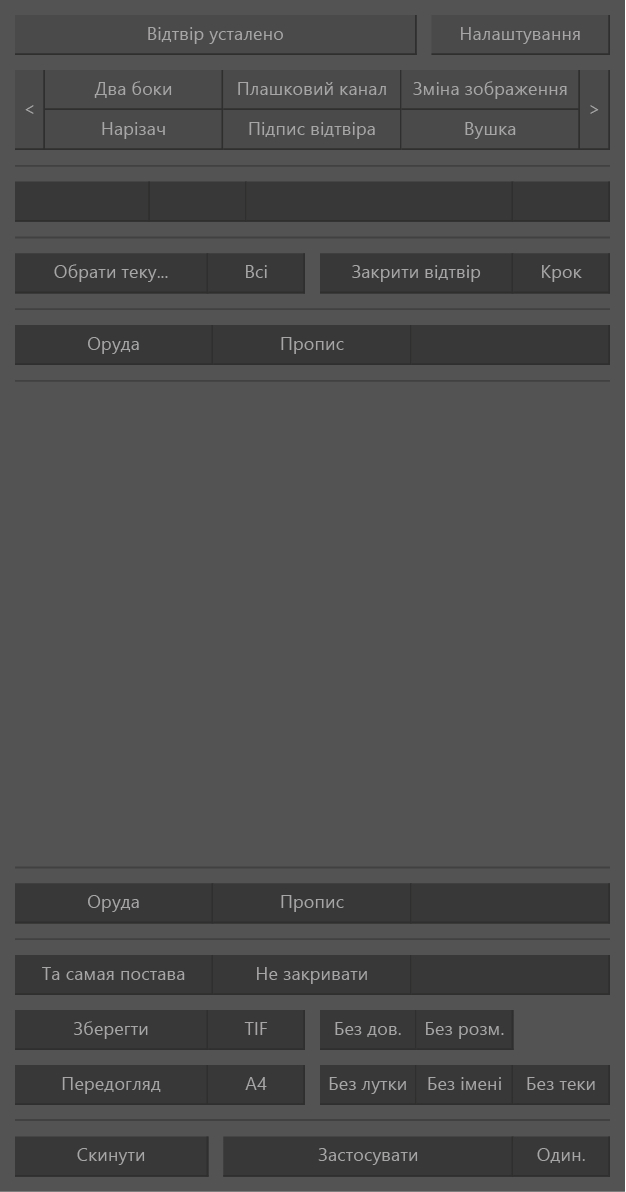 Відтвір усталено Налаштування
< Два боки Плашковий канал Зміна зображення >
Нарізач Підпис відтвіра Вушка
Обрати теку... Всі Закрити відтвір Крок
Оруда Пропис
Оруда Пропис
Та самая постава Не закривати
Зберегти TIF Без дов. Без розм.
Передогляд A4 Без лутки Без імені Без теки
Скинути Застосувати Один.